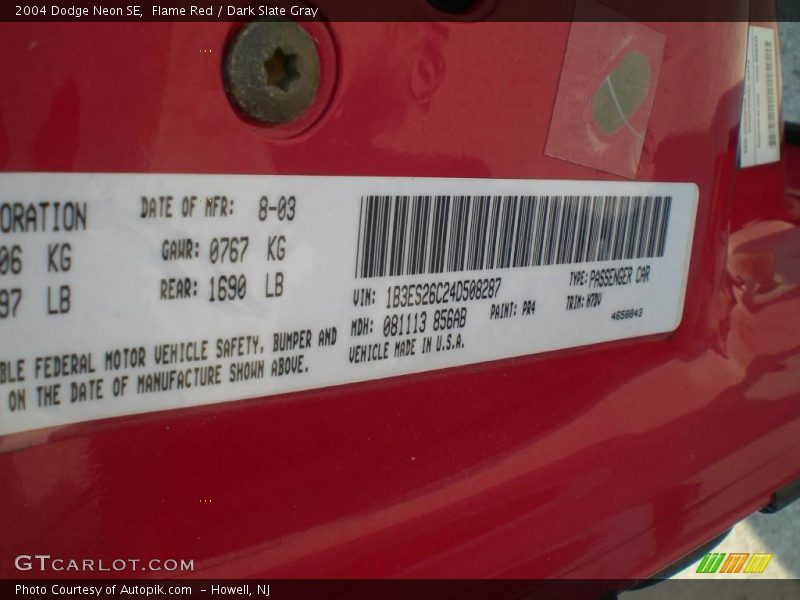 2004 Dodge Neon SE,  Flame Red / Dark Slate Gray
ORATION
DATE OF MFR: 8-03
06 KG
GAWR: 0767 KG
97 LB
REAR: 1690 LB
VIN: 1B3ES26C24D508287
TYPE: PASSENGER CAR
MDH: 081113 856AB
PAINT: PR4
TRIM: H7DV
4658843
VEHICLE MADE IN U.S.A.
BLE FEDERAL MOTOR VEHICLE SAFETY, BUMPER AND
ON THE DATE OF MANUFACTURE SHOWN ABOVE.
GTCARLOT.COM
Photo Courtesy of Autopik.com  - Howell, NJ